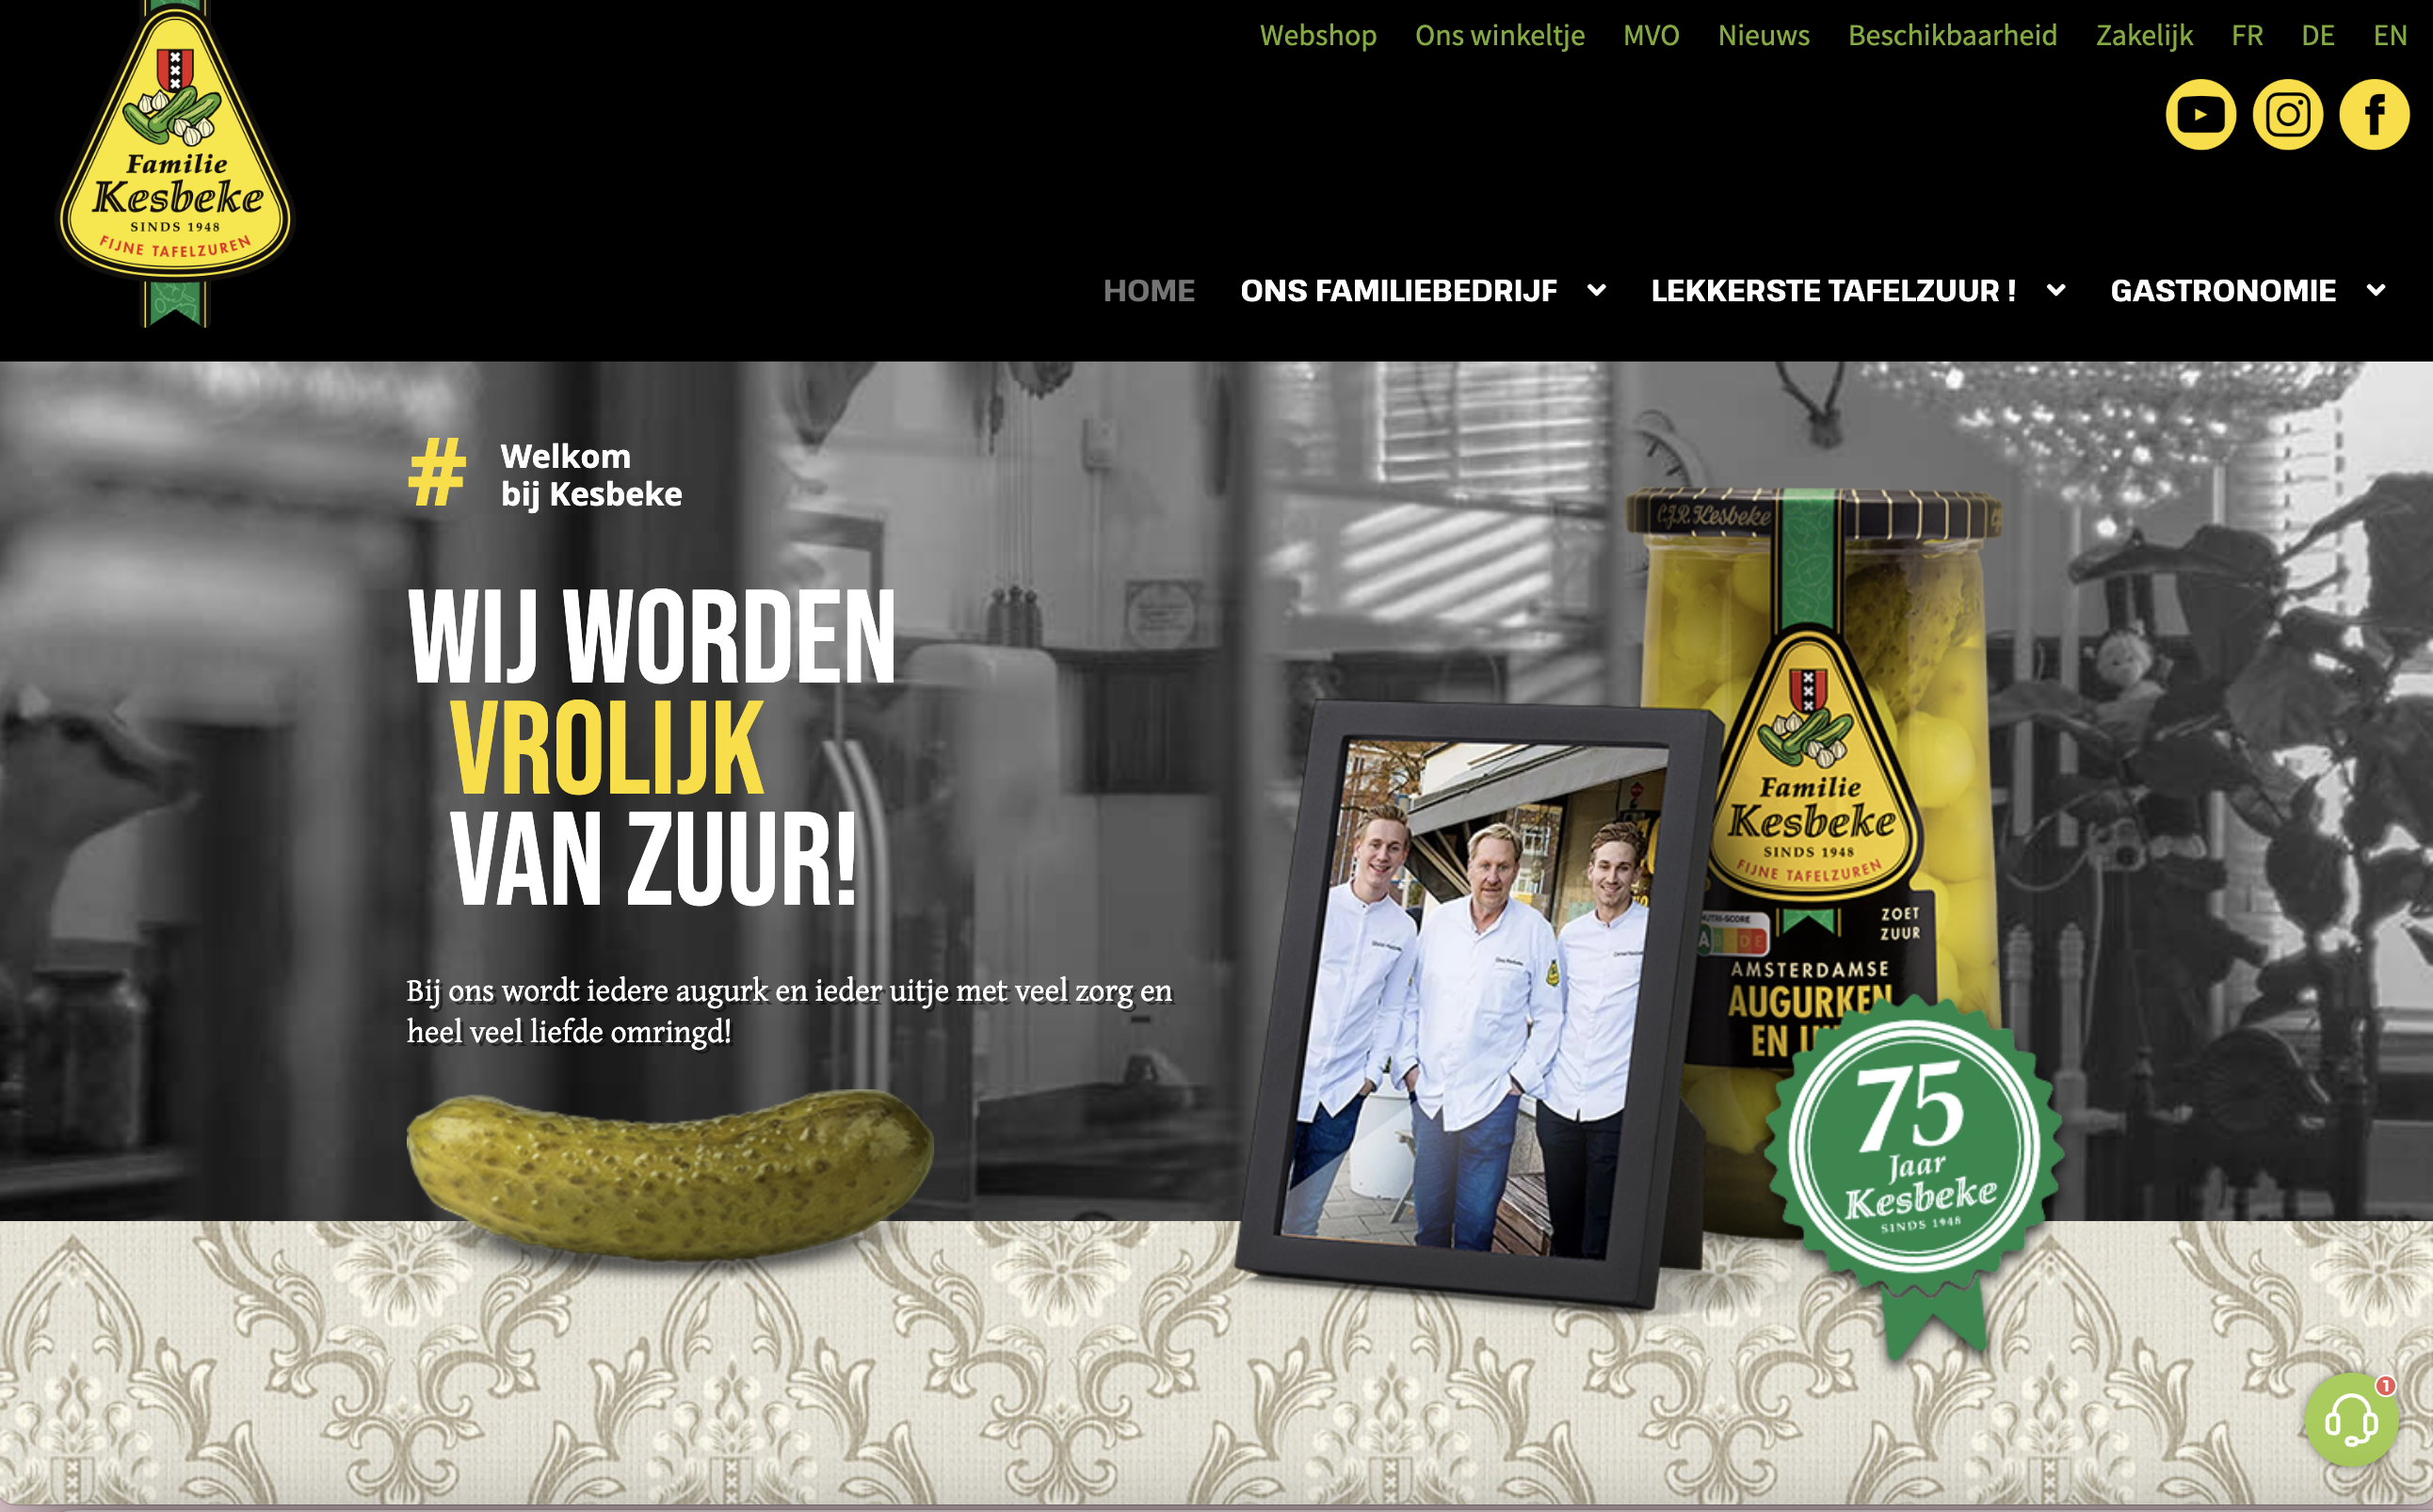 Webshop Ons winkeltje MVO Nieuws Beschikbaarheid Zakelijk FR DE EN
Familie
Kesbeke
SINDS 1948
FIJNE TAFELZUREN
HOME ONS FAMILIEBEDRIJF LEKKERSTE TAFELZUUR ! GASTRONOMIE
# Welkom
bij Kesbeke
WIJ WORDEN
VROLIJK
VAN ZUUR!
Bij ons wordt iedere augurk en ieder uitje met veel zorg en
heel veel liefde omringd!
C.J.R. Kesbeke
Familie
Kesbeke
SINDS 1948
FIJNE TAFELZUREN
NUTRI-SCORE
A B C D E
ZOET
ZUUR
AMSTERDAMSE
AUGURKEN
EN
75
Jaar
Kesbeke
SINDS 1948
1